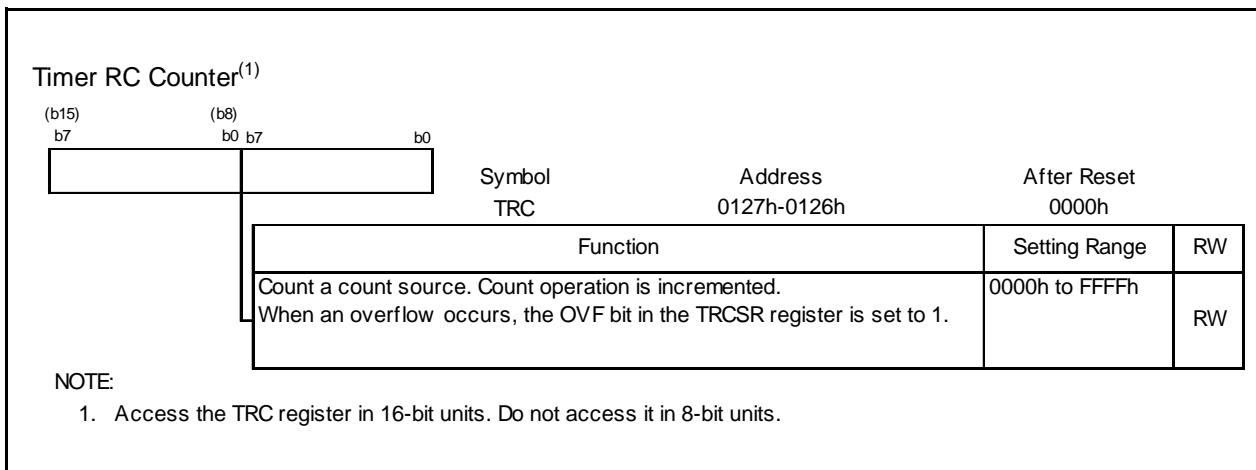 Timer RC Counter(1)
(b15) (b8)
b7 b0 b7 b0
Symbol Address After Reset
TRC 0127h-0126h 0000h
Function Setting Range RW
Count a count source. Count operation is incremented. 0000h to FFFFh
When an overflow occurs, the OVF bit in the TRCSR register is set to 1. RW
NOTE:
1. Access the TRC register in 16-bit units. Do not access it in 8-bit units.